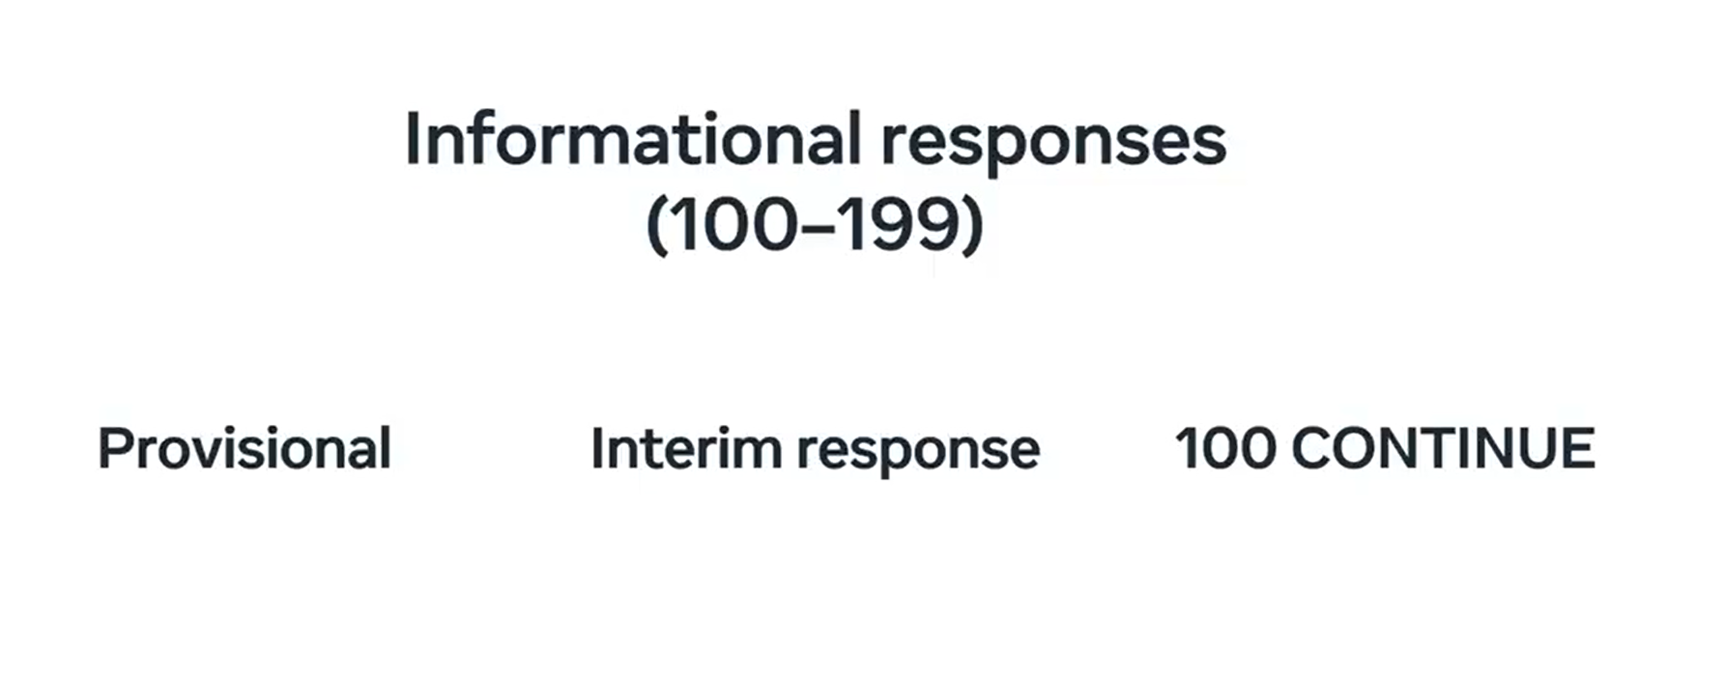 Informational responses
(100–199)
Provisional
Interim response
100 CONTINUE